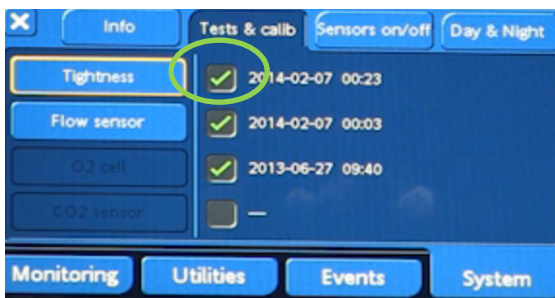 Info Tests & calib Sensors on/off Day & Night
Tightness 2014-02-07 00:23
Flow sensor 2014-02-07 00:03
O2 cell 2013-06-27 09:40
CO2 sensor —
Monitoring Utilities Events System